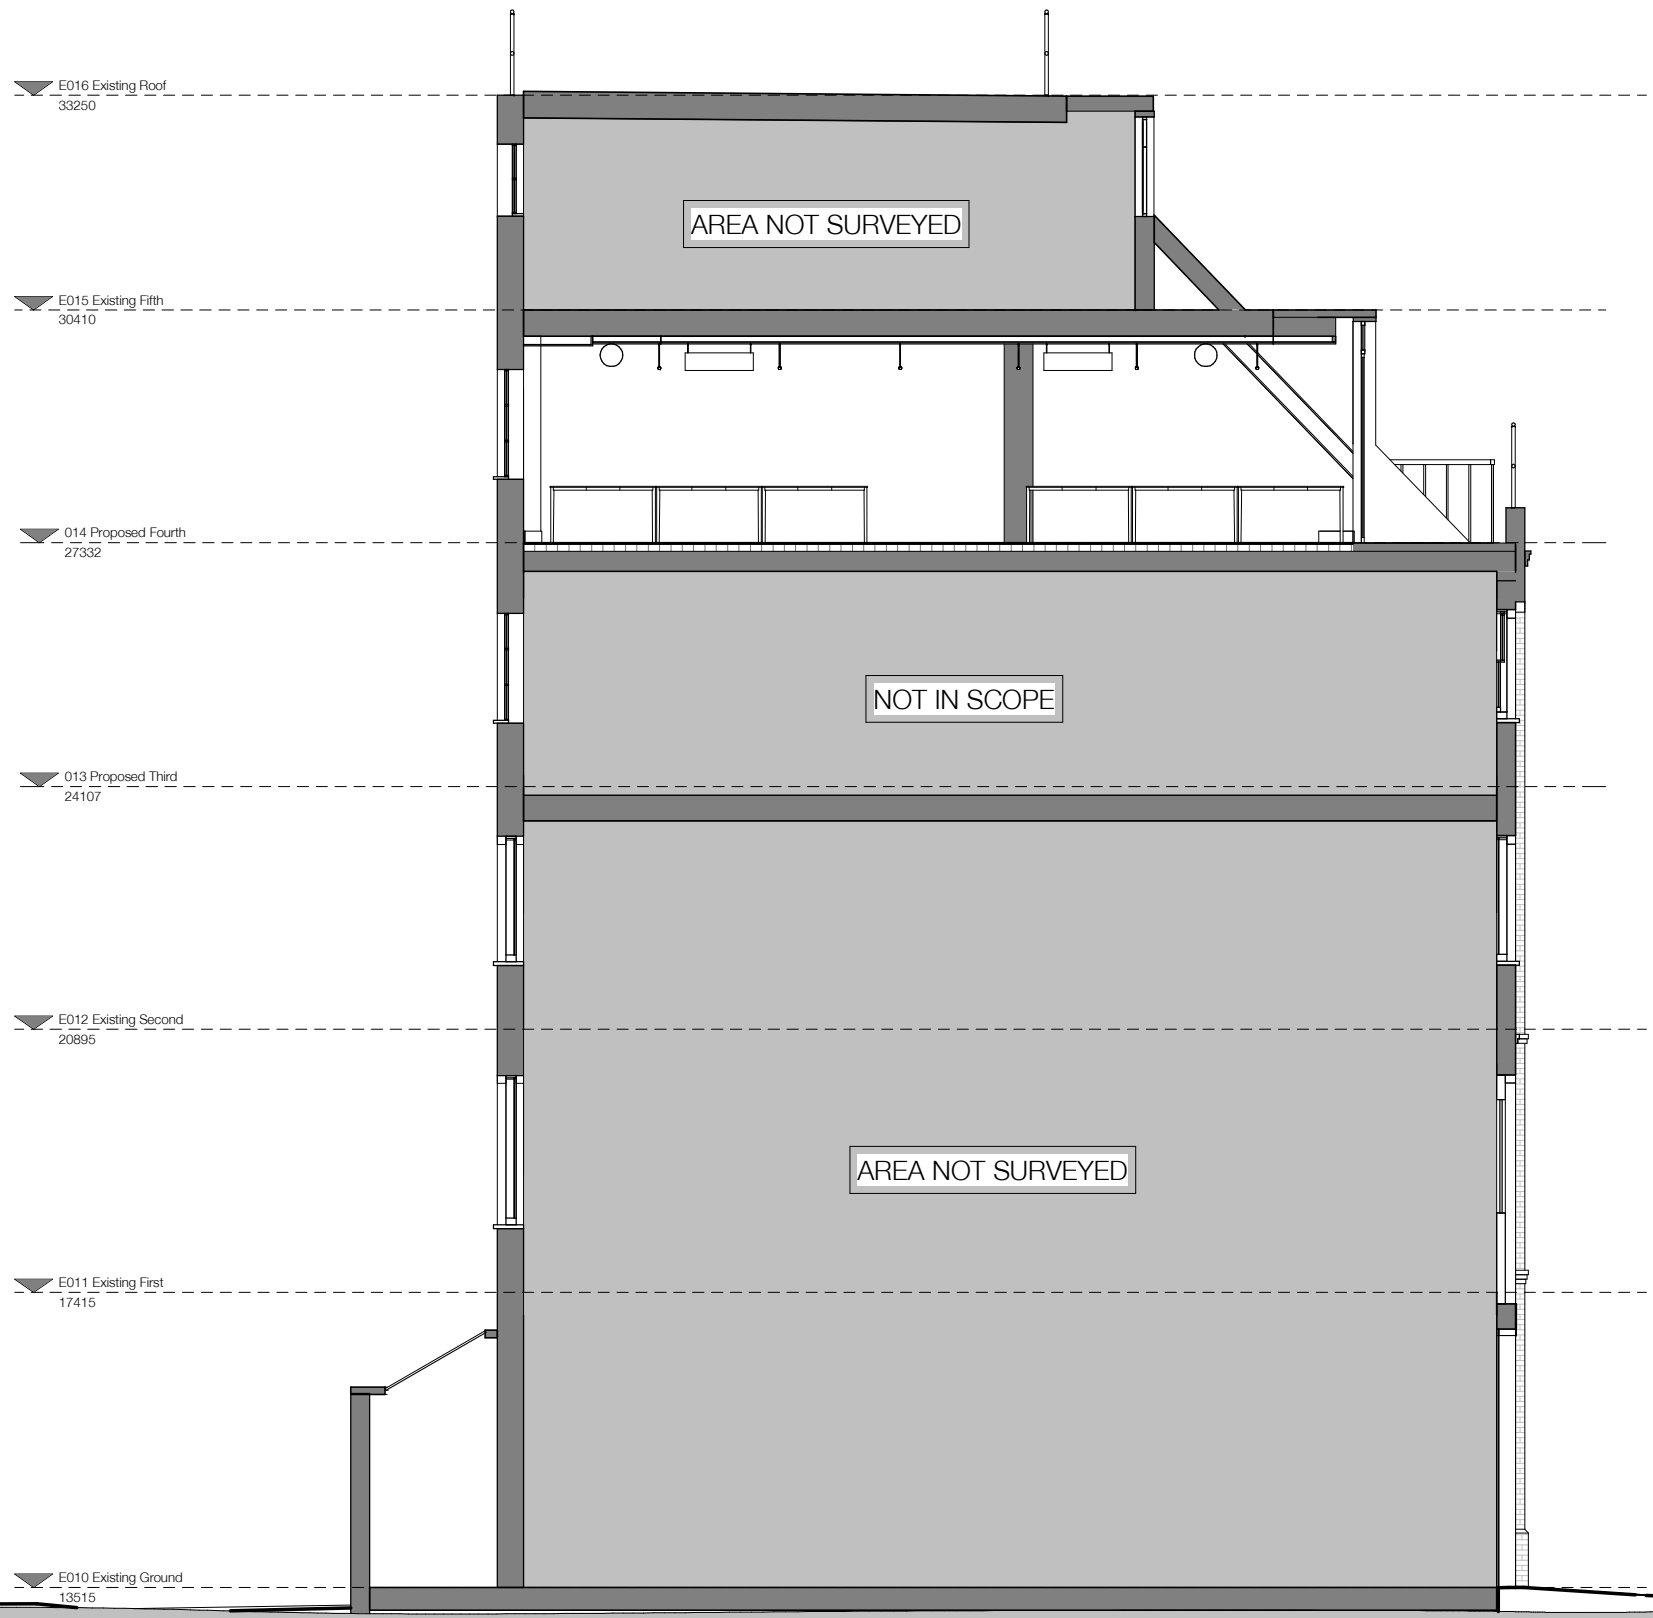 E016 Existing Roof
33250
AREA NOT SURVEYED
E015 Existing Fifth
30410
014 Proposed Fourth
27332
NOT IN SCOPE
013 Proposed Third
24107
E012 Existing Second
20895
AREA NOT SURVEYED
E011 Existing First
17415
E010 Existing Ground
13515